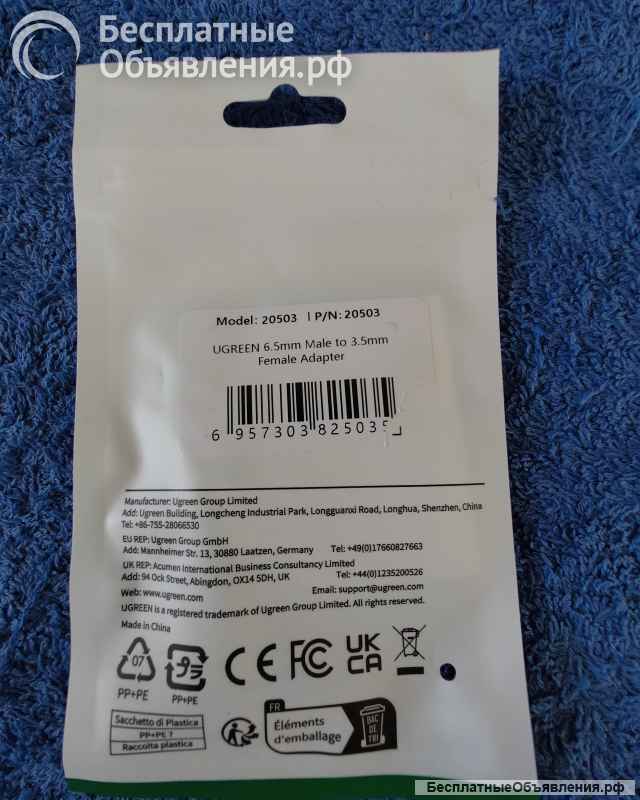 Бесплатные
Объявления.рф
Model: 20503 | P/N: 20503
UGREEN 6.5mm Male to 3.5mm
Female Adapter
6 957303 825035
Manufacturer: Ugreen Group Limited
Add: Ugreen Building, Longcheng Industrial Park, Longguanxi Road, Longhua, Shenzhen, China
Tel: +86-755-28066530
EU REP: Ugreen Group GmbH
Add: Mannheimer Str. 13, 30880 Laatzen, Germany Tel: +49(0)17660827663
UK REP: Acumen International Business Consultancy Limited
Add: 94 Ock Street, Abingdon, OX14 5DH, UK Tel: +44(0)1235200526
Web: www.ugreen.com Email: support@ugreen.com
UGREEN is a registered trademark of Ugreen Group Limited. All rights reserved.
Made in China
07
PP+PE
プラ
PP+PE
CE
FC
UK
CA
Sacchetto di Plastica
PP+PE 7
Raccolta plastica
FR
Éléments
d'emballage
BAC
DE
TRI
БесплатныеОбъявления.рф